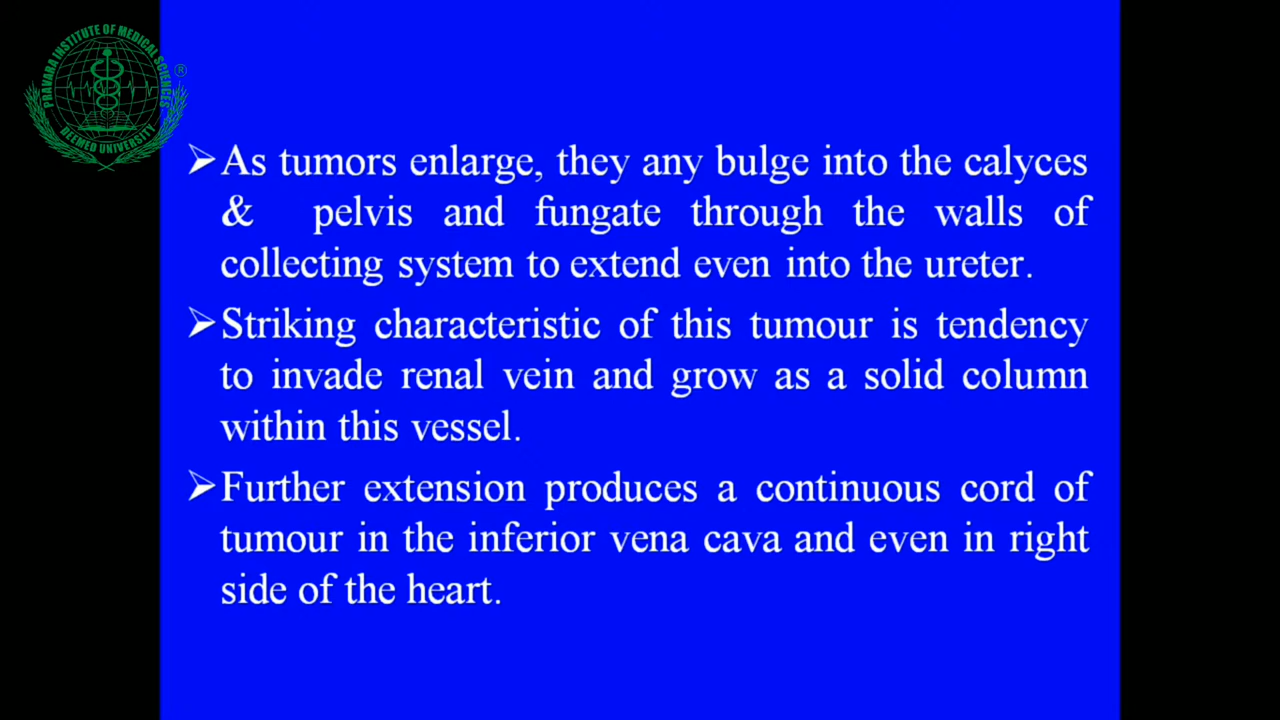 PRAVARA INSTITUTE OF MEDICAL SCIENCES
®
DEEMED UNIVERSITY
➢As tumors enlarge, they any bulge into the calyces
& pelvis and fungate through the walls of
collecting system to extend even into the ureter.
➢Striking characteristic of this tumour is tendency
to invade renal vein and grow as a solid column
within this vessel.
➢Further extension produces a continuous cord of
tumour in the inferior vena cava and even in right
side of the heart.